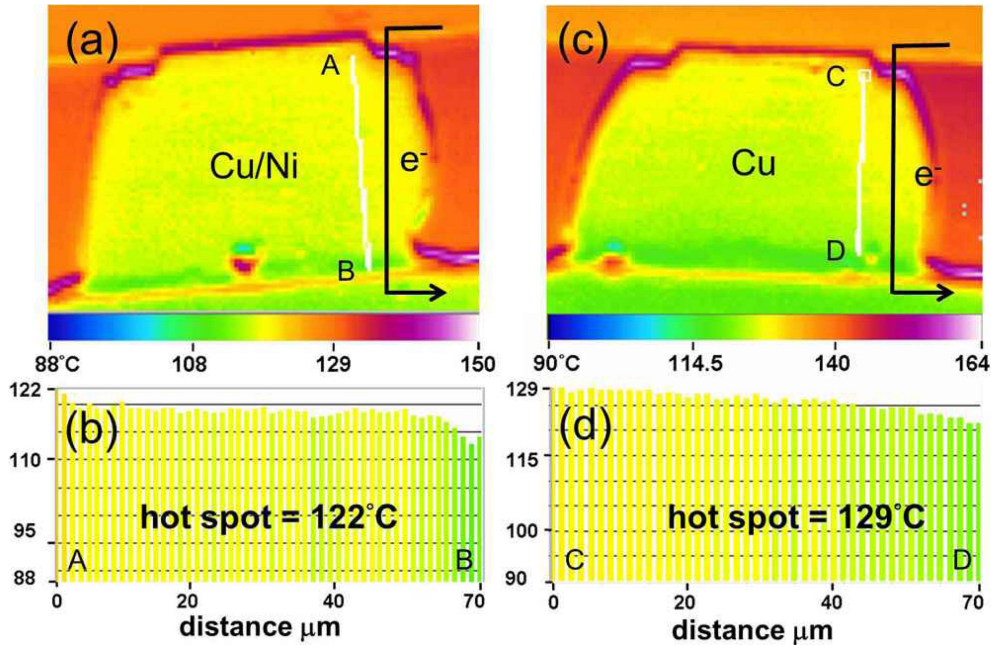 (a)
A
Cu/Ni
e-
B
88°C 108 129 150
(c)
C
Cu
e-
D
90°C 114.5 140 164
122
110
95
88
(b)
hot spot = 122°C
A B
0 20 40 70
distance μm
129
115
100
90
(d)
hot spot = 129°C
C D
0 20 40 70
distance μm